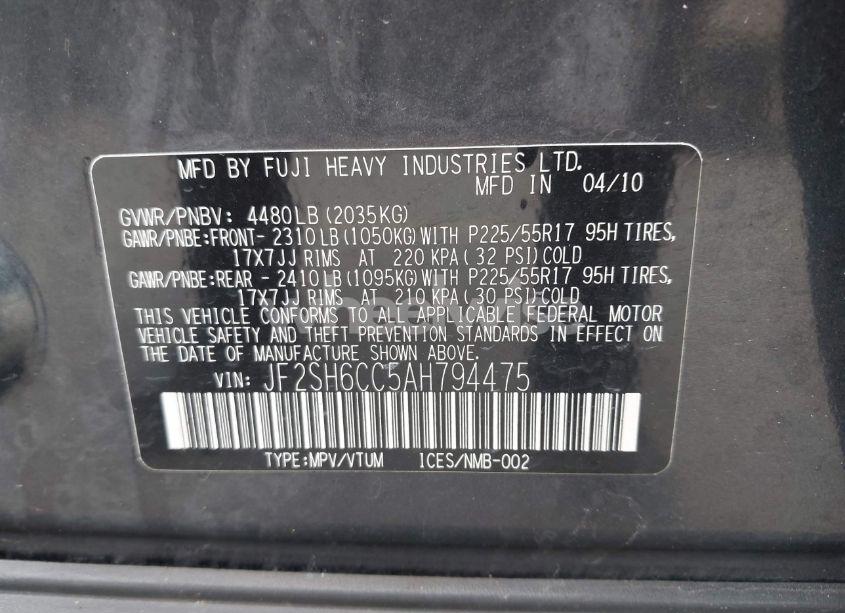 MFD BY FUJI HEAVY INDUSTRIES LTD.
MFD IN 04/10
GVWR/PNBV: 4480LB (2035KG)
GAWR/PNBE:FRONT- 2310LB (1050KG) WITH P225/55R17 95H TIRES,
17X7JJ RIMS AT 220 KPA ( 32 PSI) COLD
GAWR/PNBE:REAR - 2410LB (1095KG) WITH P225/55R17 95H TIRES,
17X7JJ RIMS AT 210 KPA ( 30 PSI) COLD
THIS VEHICLE CONFORMS TO ALL APPLICABLE FEDERAL MOTOR
VEHICLE SAFETY AND THEFT PREVENTION STANDARDS IN EFFECT ON
THE DATE OF MANUFACTURE SHOWN ABOVE.
VIN: JF2SH6CC5AH794475
TYPE:MPV/VTUM ICES/NMB-002